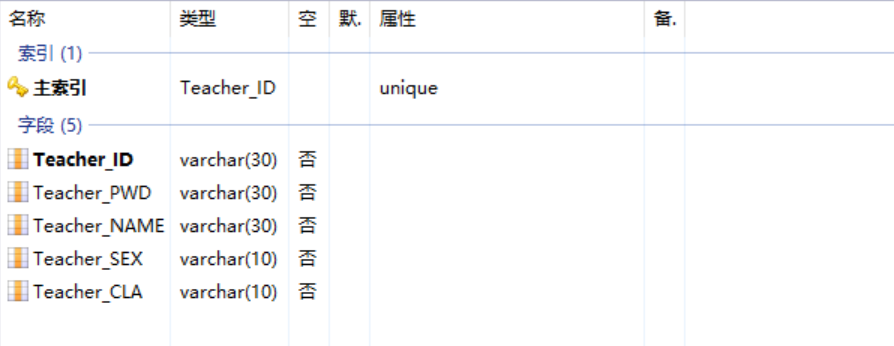 名称 类型 空 默. 属性 备.
索引 (1)
主索引 Teacher_ID unique
字段 (5)
Teacher_ID varchar(30) 否
Teacher_PWD varchar(30) 否
Teacher_NAME varchar(30) 否
Teacher_SEX varchar(10) 否
Teacher_CLA varchar(10) 否